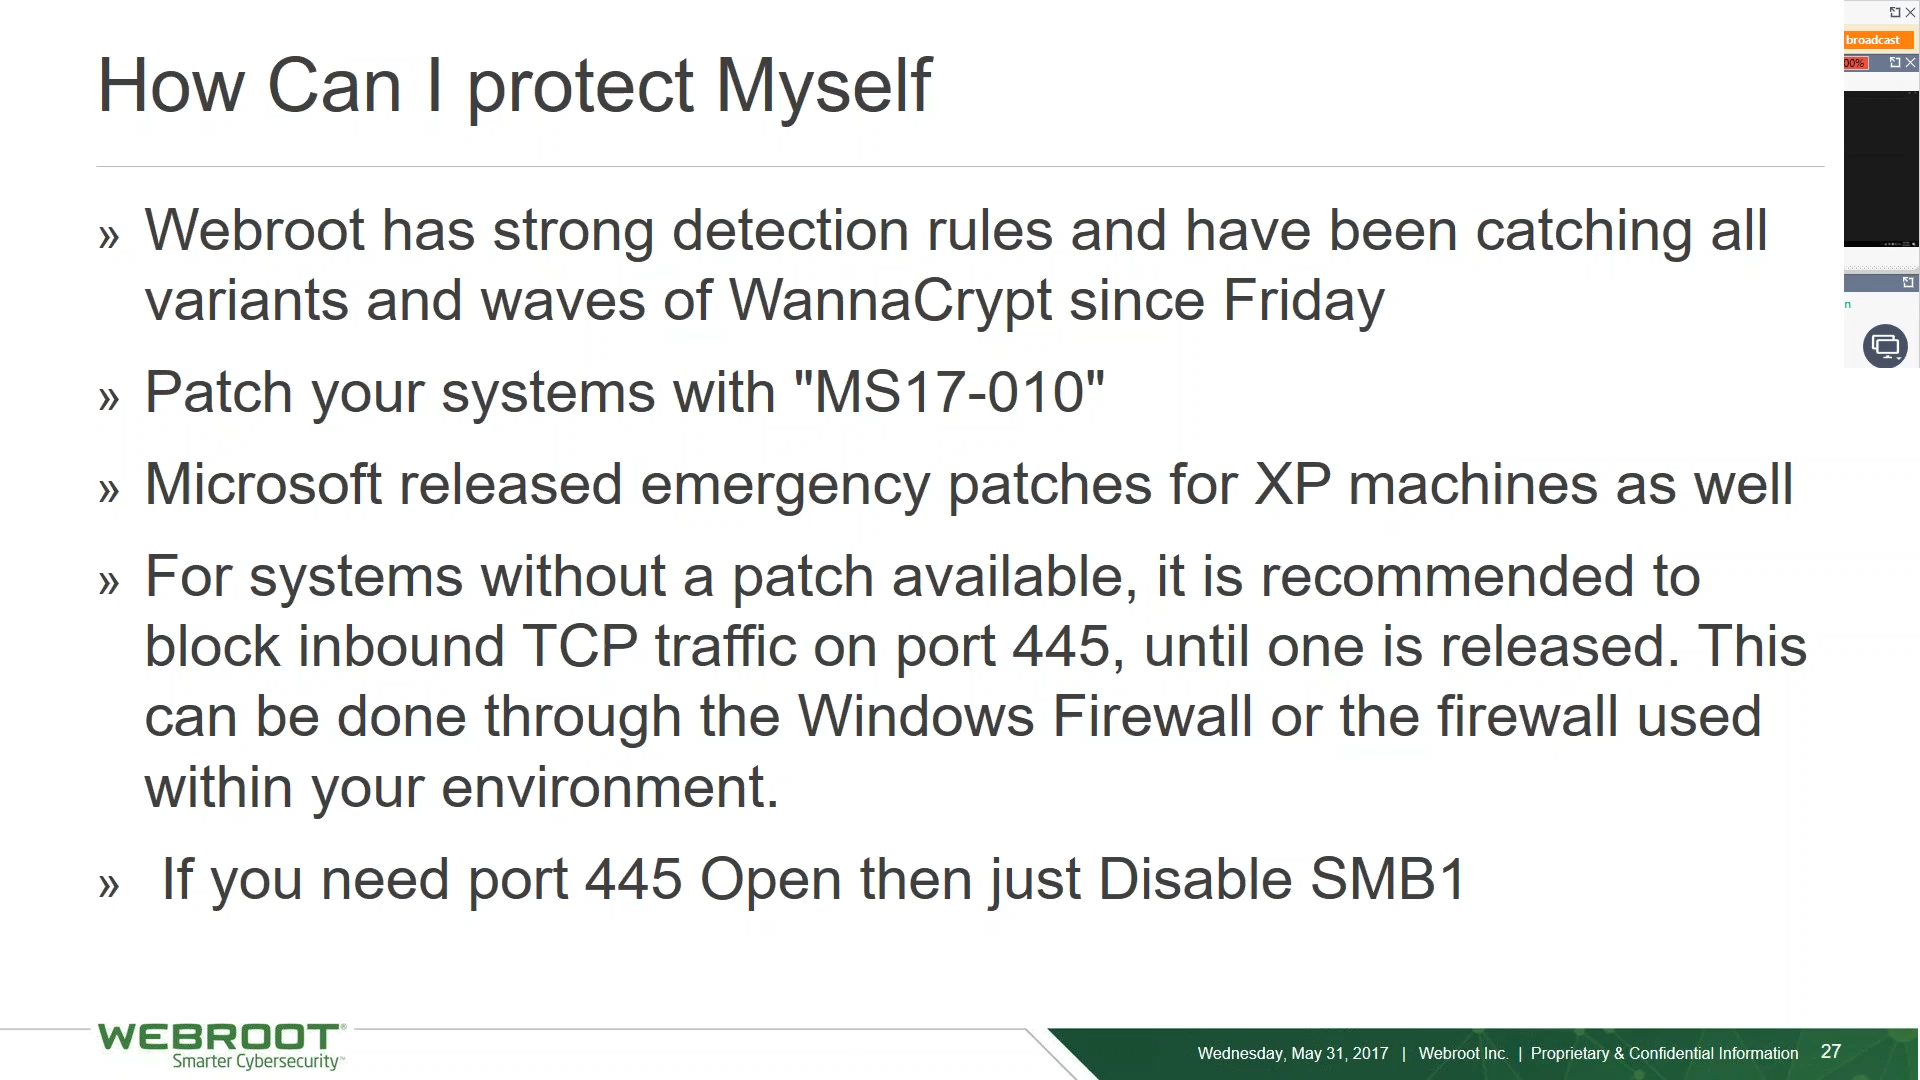 How Can I protect Myself
broadcast
00%
» Webroot has strong detection rules and have been catching all
variants and waves of WannaCrypt since Friday
» Patch your systems with "MS17-010"
» Microsoft released emergency patches for XP machines as well
» For systems without a patch available, it is recommended to
block inbound TCP traffic on port 445, until one is released. This
can be done through the Windows Firewall or the firewall used
within your environment.
» If you need port 445 Open then just Disable SMB1
n
WEBROOT®
Smarter Cybersecurity™
Wednesday, May 31, 2017 | Webroot Inc. | Proprietary & Confidential Information 27